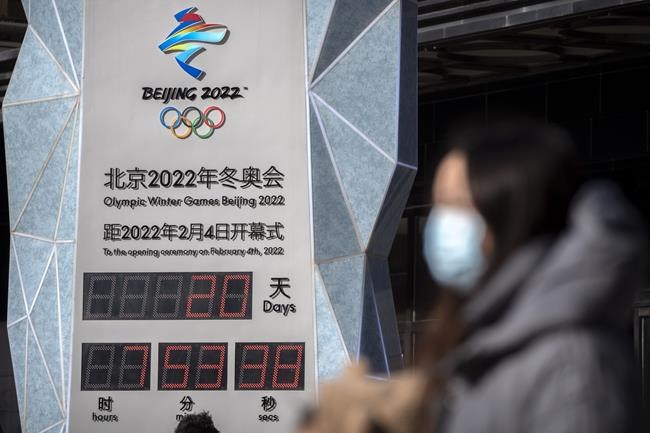 BEIJING 2022™
北京2022年冬奥会
Olympic Winter Games Beijing 2022
距2022年2月4日开幕式
To the opening ceremony on February 4th, 2022
20 天
Days
7 53 38
时 分 秒
hours secs